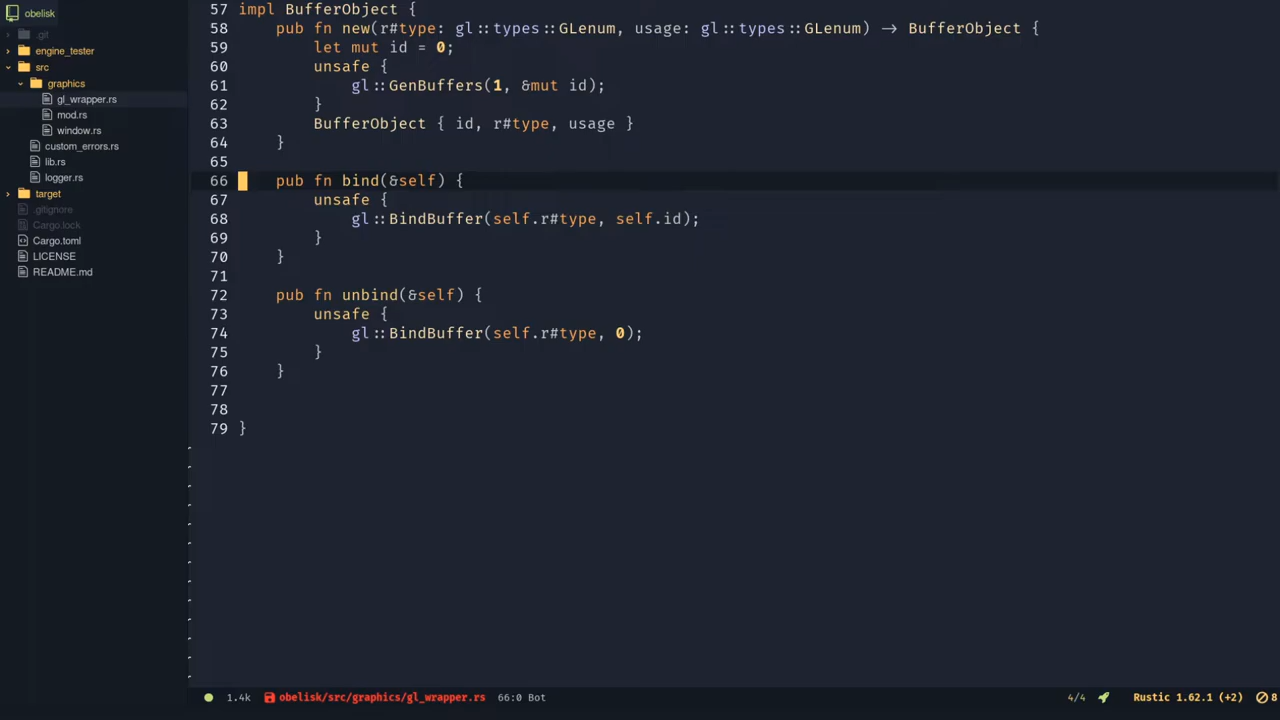 obelisk
.git
engine_tester
src
graphics
gl_wrapper.rs
mod.rs
window.rs
custom_errors.rs
lib.rs
logger.rs
target
.gitignore
Cargo.lock
Cargo.toml
LICENSE
README.md
57 impl BufferObject {
58     pub fn new(r#type: gl::types::GLenum, usage: gl::types::GLenum) -> BufferObject {
59         let mut id = 0;
60         unsafe {
61             gl::GenBuffers(1, &mut id);
62         }
63         BufferObject { id, r#type, usage }
64     }
65
66     pub fn bind(&self) {
67         unsafe {
68             gl::BindBuffer(self.r#type, self.id);
69         }
70     }
71
72     pub fn unbind(&self) {
73         unsafe {
74             gl::BindBuffer(self.r#type, 0);
75         }
76     }
77
78
79 }
1.4k obelisk/src/graphics/gl_wrapper.rs 66:0 Bot 4/4 Rustic 1.62.1 (+2) 8